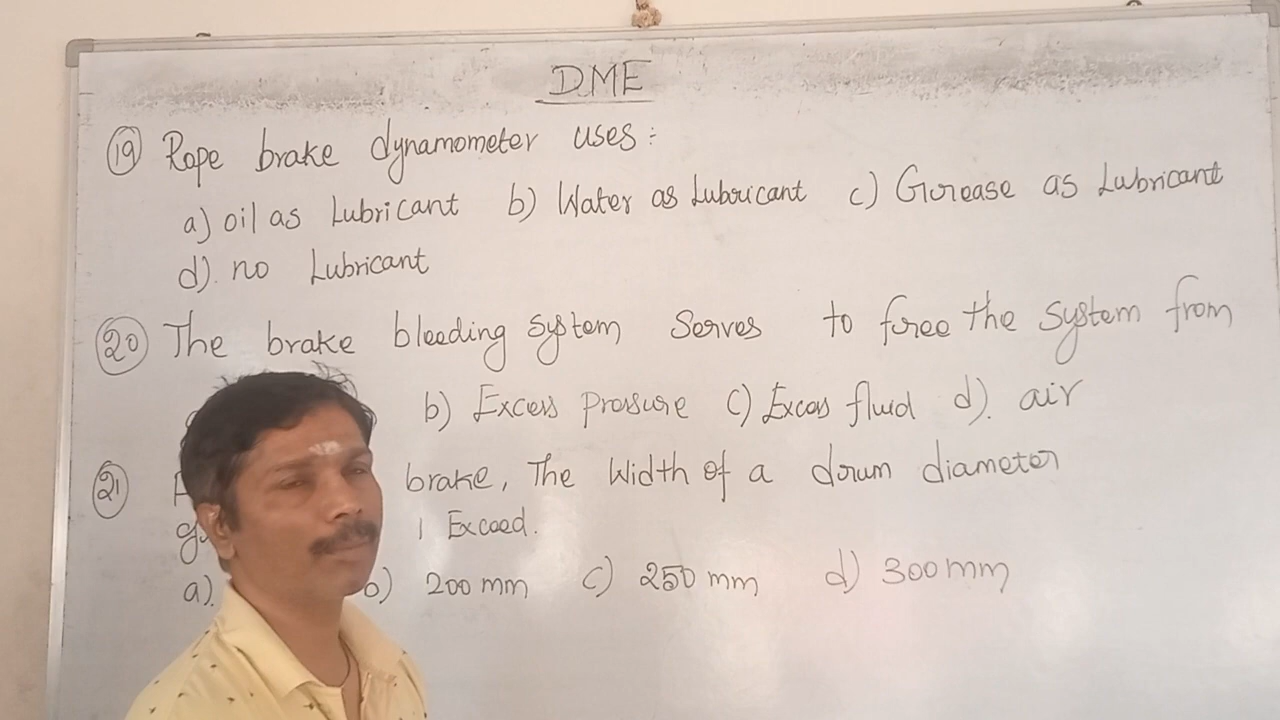 DME
19 Rope brake dynamometer uses:
a) oil as Lubricant b) Water as Lubricant c) Grease as Lubricant
d). no Lubricant
20 The brake bleeding system Serves to free the system from
b) Excess pressure c) Excess fluid d). air
21 brake, The Width of a drum diameter
Exceed.
a). b) 200 mm c) 250 mm d) 300 mm